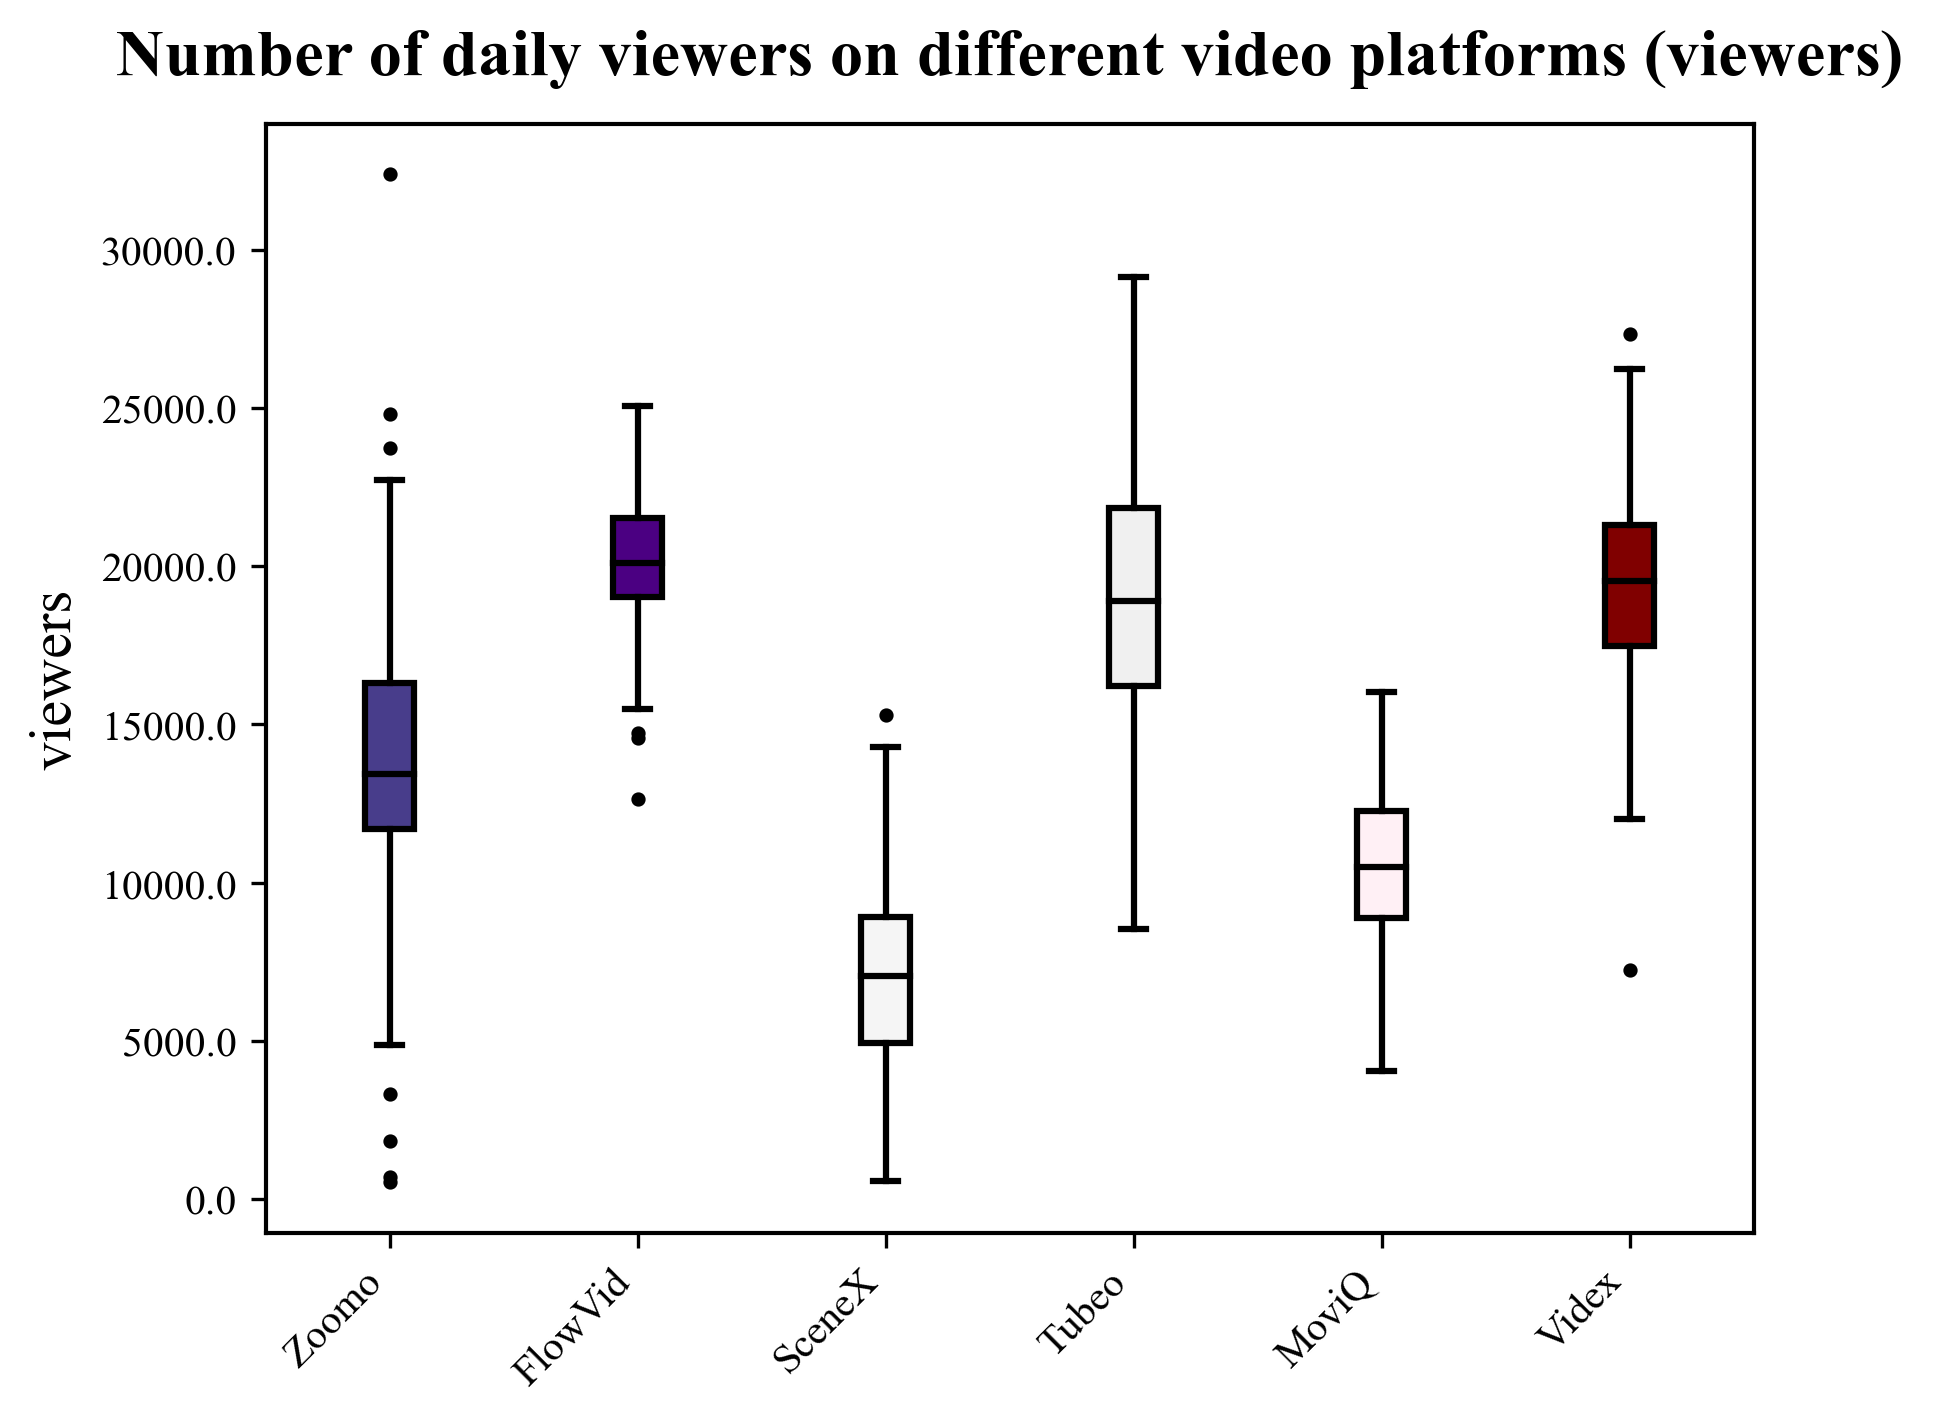 Number of daily viewers on different video platforms (viewers)
viewers
30000.0
25000.0
20000.0
15000.0
10000.0
5000.0
0.0
Zoomo
FlowVid
SceneX
Tubeo
MoviQ
Videx